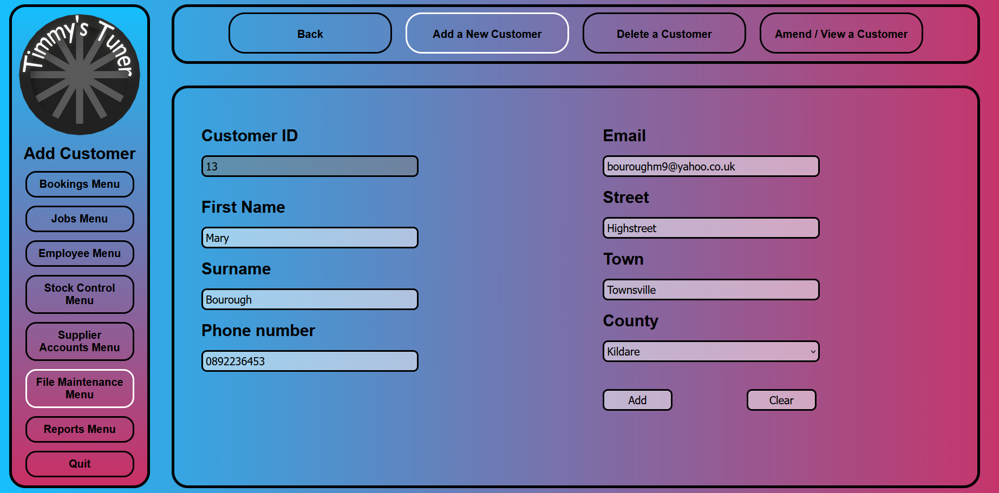 Timmy's Tuner
Add Customer
Bookings Menu
Jobs Menu
Employee Menu
Stock Control
Menu
Supplier
Accounts Menu
File Maintenance
Menu
Reports Menu
Quit
Back
Add a New Customer
Delete a Customer
Amend / View a Customer
Customer ID
13
First Name
Mary
Surname
Bourough
Phone number
0892236453
Email
bouroughm9@yahoo.co.uk
Street
Highstreet
Town
Townsville
County
Kildare
Add
Clear